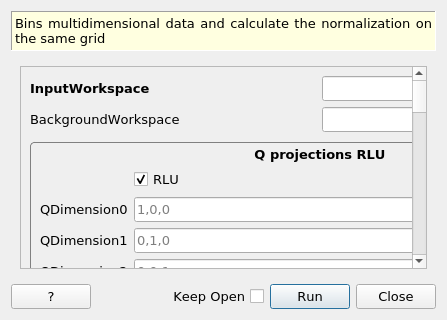 Bins multidimensional data and calculate the normalization on
the same grid
InputWorkspace
BackgroundWorkspace
Q projections RLU
RLU
QDimension0 1,0,0
QDimension1 0,1,0
? Keep Open Run Close